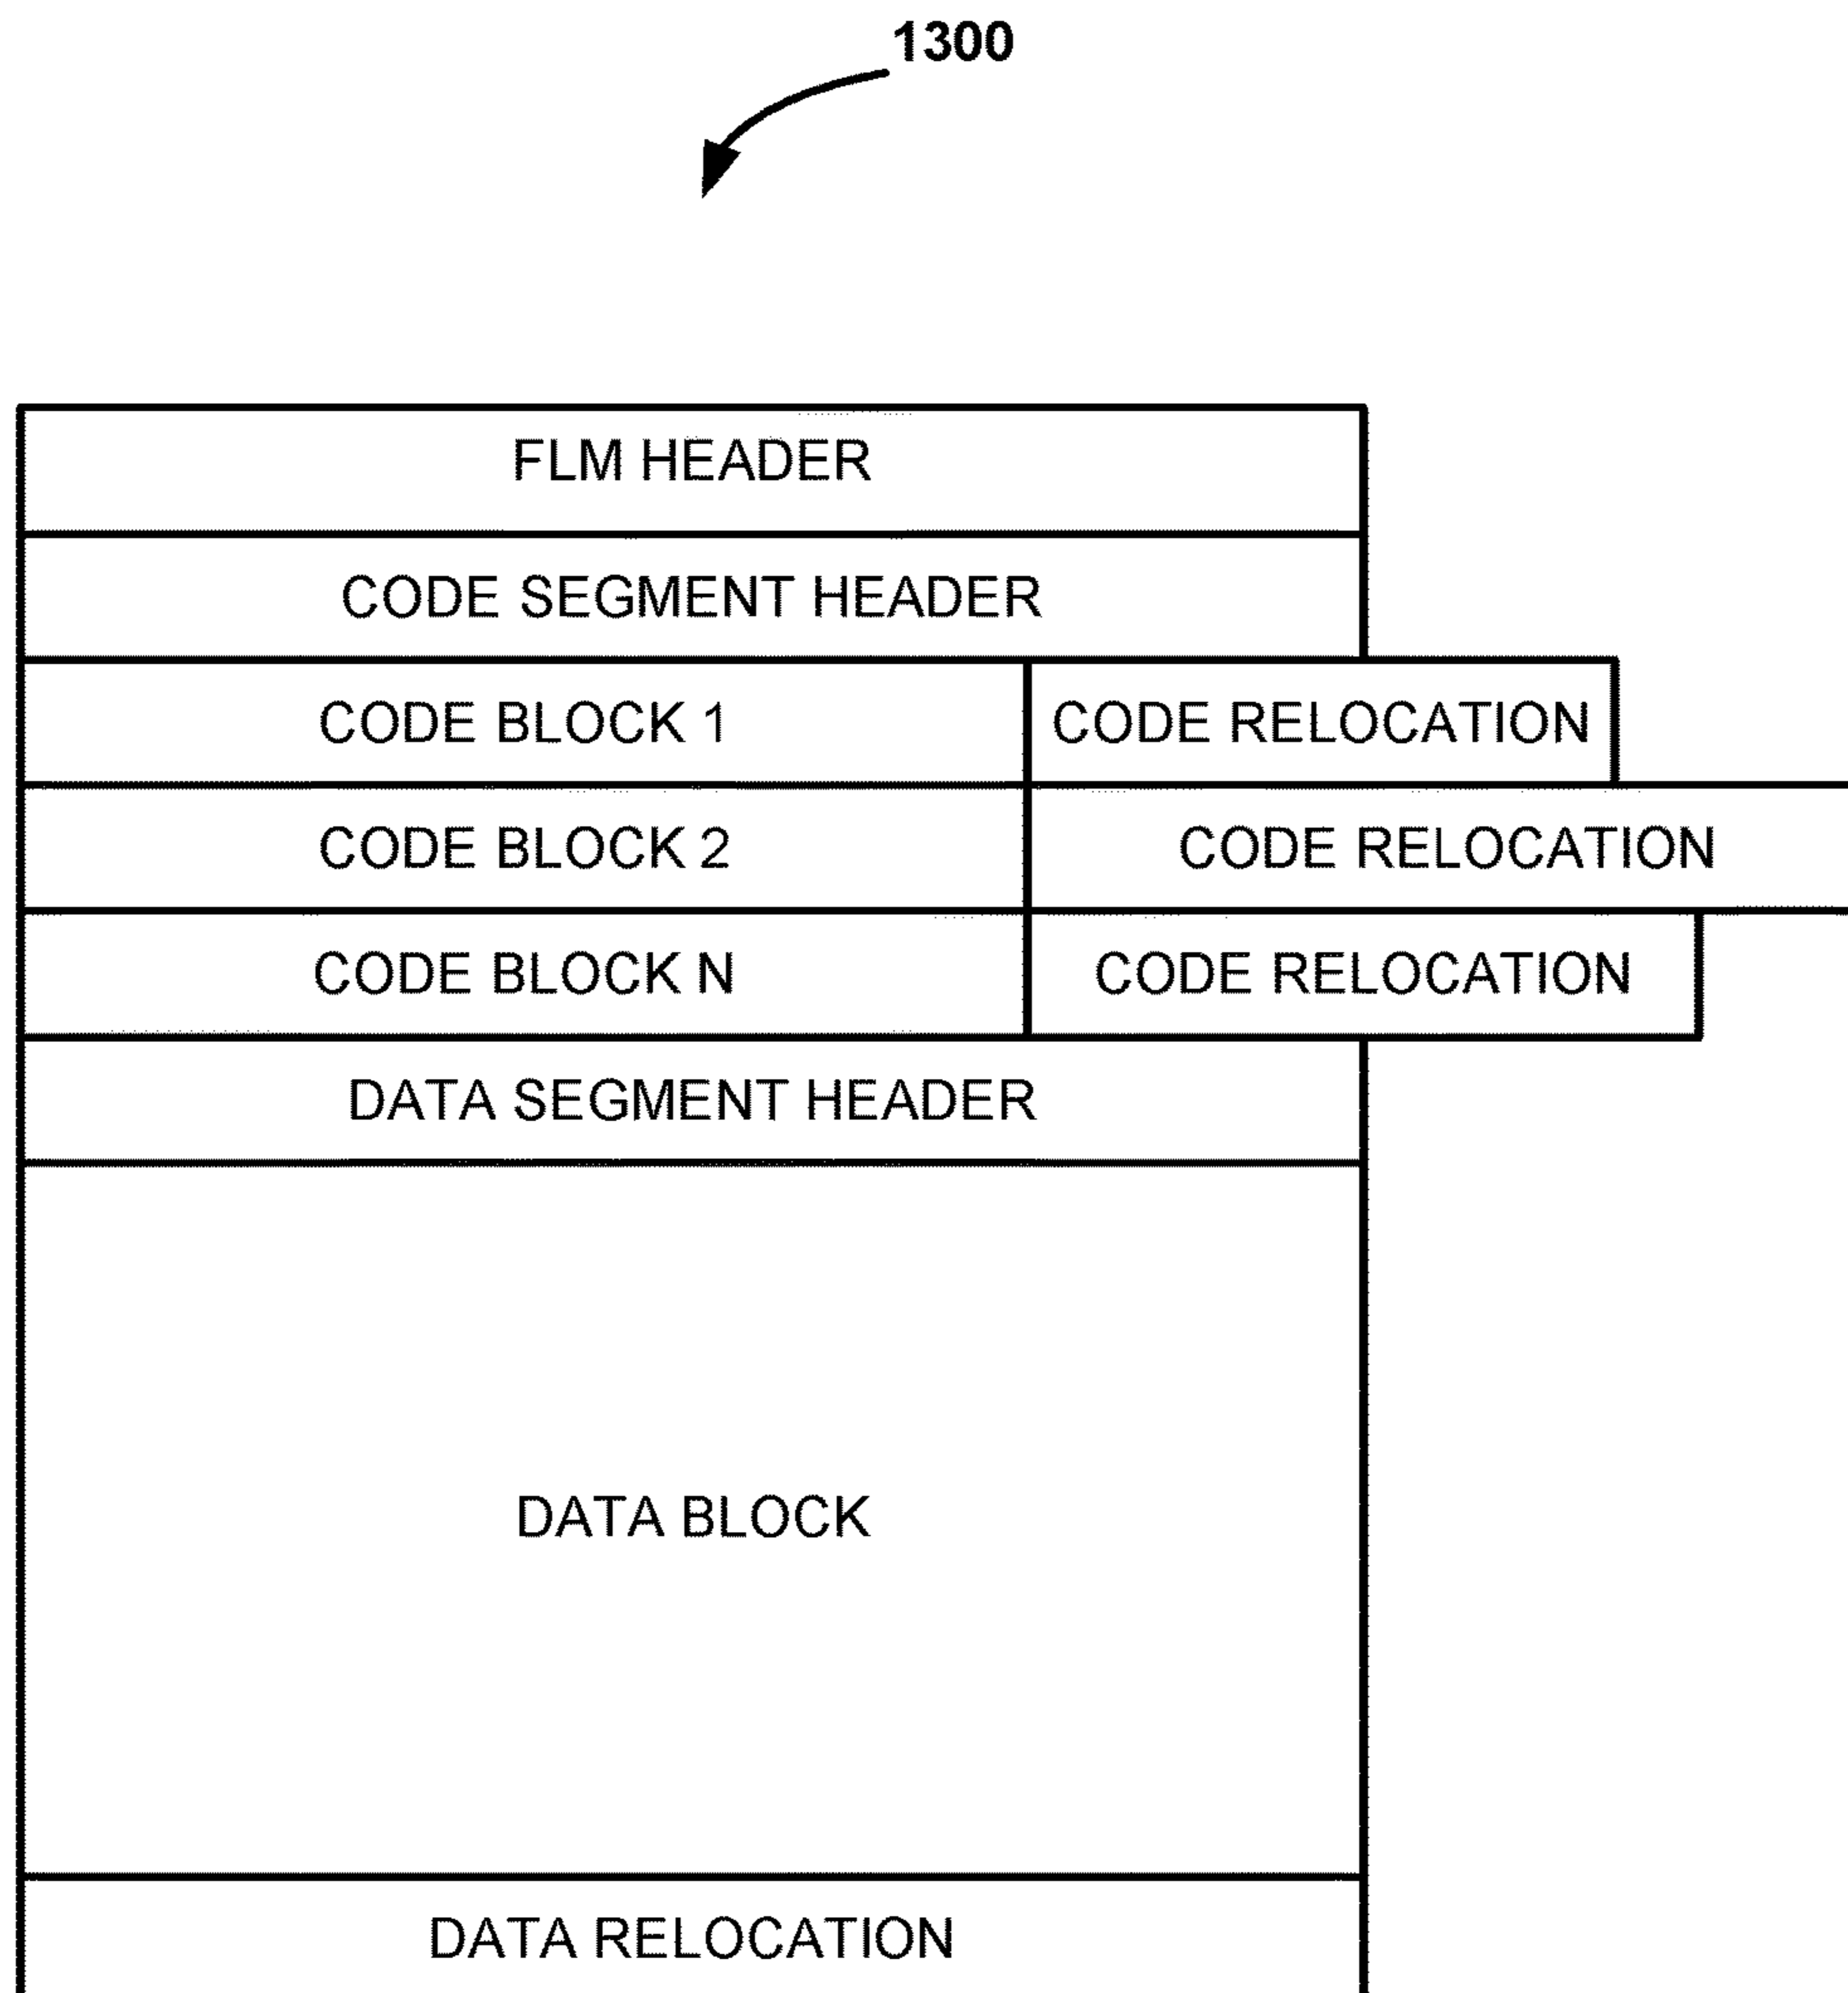 1300
FLM HEADER
CODE SEGMENT HEADER
CODE BLOCK 1 CODE RELOCATION
CODE BLOCK 2 CODE RELOCATION
CODE BLOCK N CODE RELOCATION
DATA SEGMENT HEADER
DATA BLOCK
DATA RELOCATION